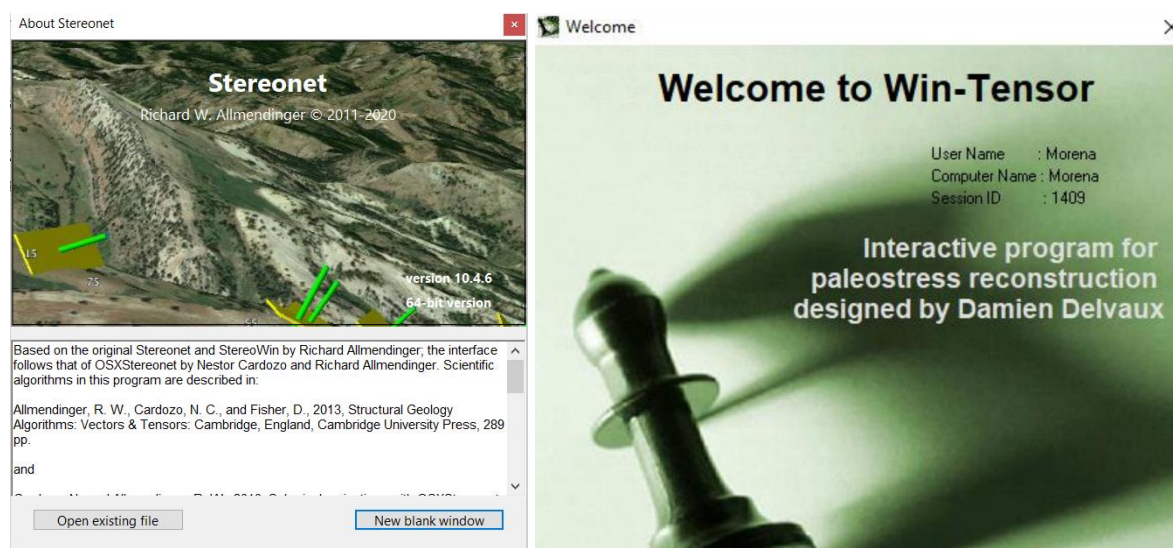 About Stereonet
Stereonet
Richard W. Allmendinger © 2011-2020
15
75
55
version 10.4.6
64-bit version
Based on the original Stereonet and StereoWin by Richard Allmendinger; the interface
follows that of OSXStereonet by Nestor Cardozo and Richard Allmendinger. Scientific
algorithms in this program are described in:
Allmendinger, R. W., Cardozo, N. C., and Fisher, D., 2013, Structural Geology
Algorithms: Vectors & Tensors: Cambridge, England, Cambridge University Press, 289
pp.
and
Open existing file
New blank window
Welcome
Welcome to Win-Tensor
User Name : Morena
Computer Name : Morena
Session ID : 1409
Interactive program for
paleostress reconstruction
designed by Damien Delvaux